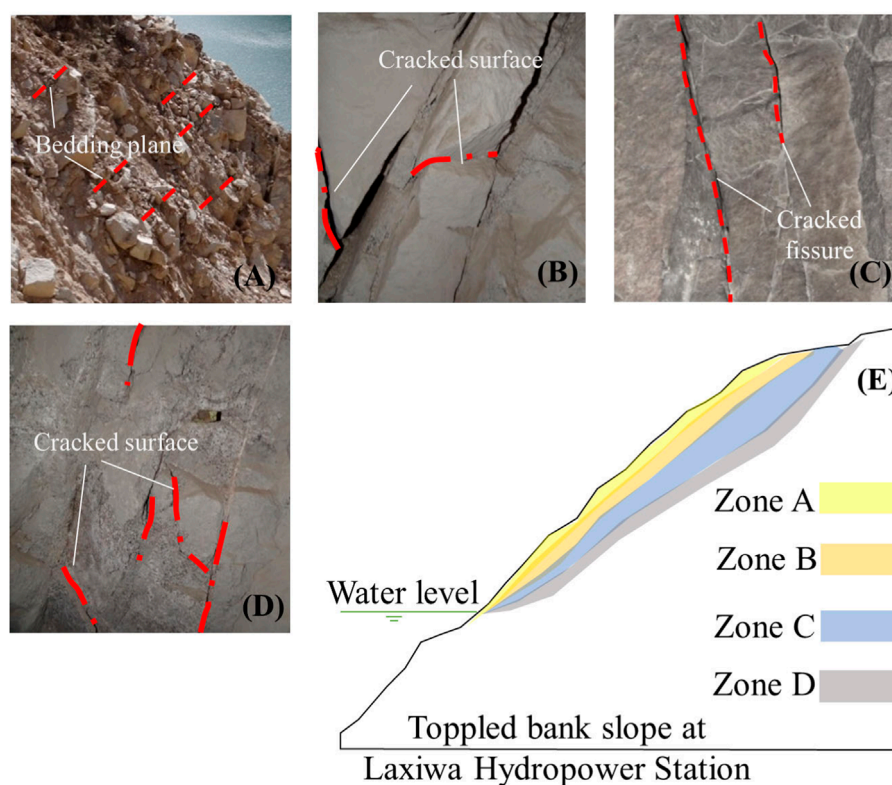 Bedding
plane
(A)
Cracked surface
(B)
Cracked
fissure
(C)
Cracked surface
(D)
(E)
Zone A
Zone B
Zone C
Zone D
Water level
Toppled bank slope at
Laxiwa Hydropower Station